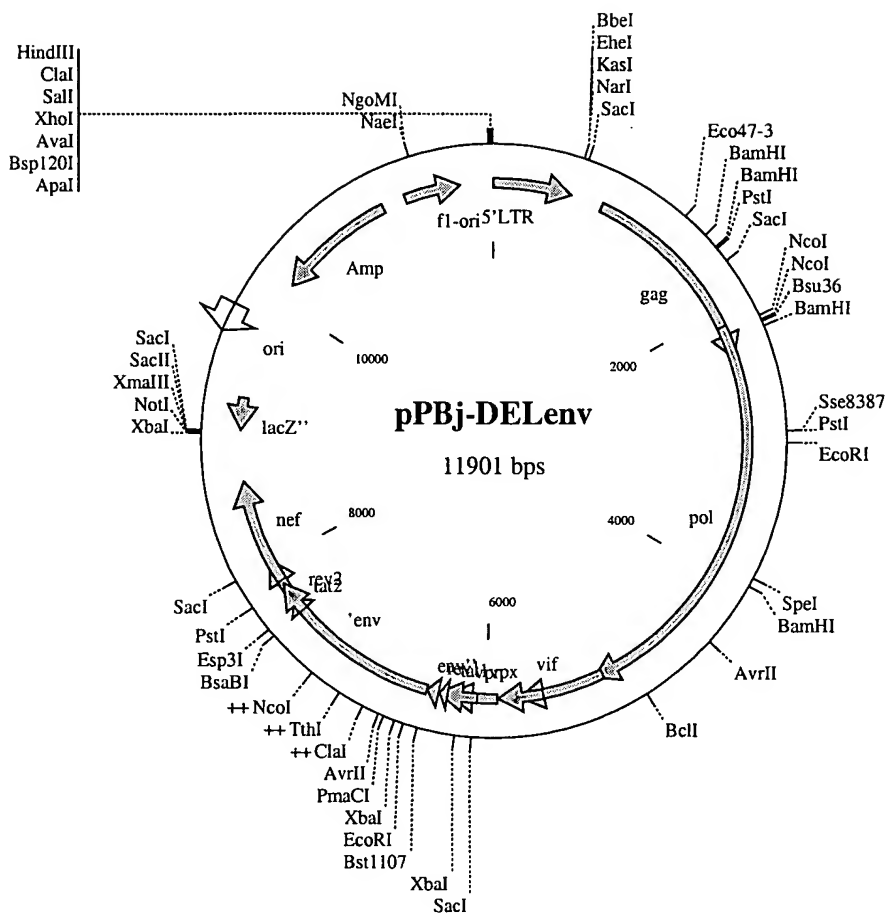 BbeI
EheI
KasI
NarI
SacI
HindIII
ClaI
SalI
XhoI
AvaI
Bsp120I
ApaI
NgoMI
NaeI
Eco47-3
BamHI
BamHI
PstI
SacI
NcoI
NcoI
Bsu36
BamHI
f1-ori
5'LTR
Amp
gag
ori
10000
2000
SacI
SacII
XmaIII
NotI
XbaI
lacZ''
pPBj-DELenv
11901 bps
Sse8387
PstI
EcoRI
nef
8000
4000
pol
rev2
tat2
'env
6000
SpeI
BamHI
AvrII
BclI
env'
vif
SacI
PstI
Esp3I
BsaBI
++ NcoI
++ TthI
++ ClaI
AvrII
PmaCI
XbaI
EcoRI
Bst1107
XbaI
SacI